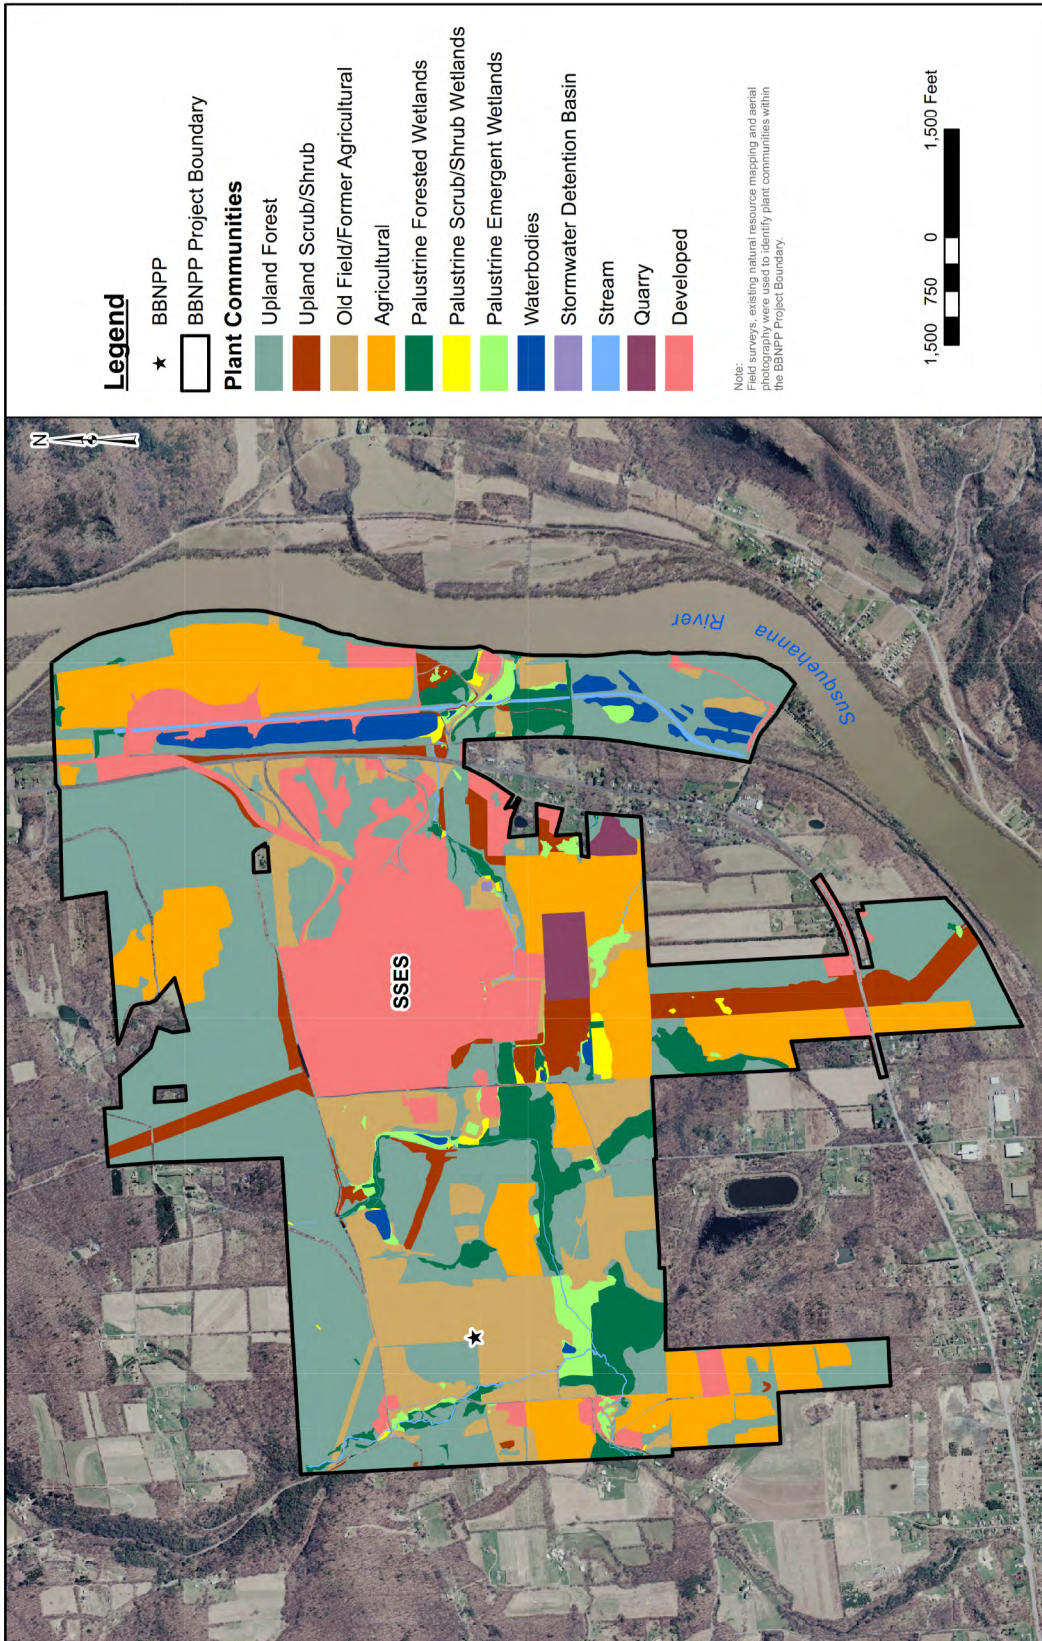 Legend
BBNPP
BBNPP Project Boundary
Plant Communities
Upland Forest
Upland Scrub/Shrub
Old Field/Former Agricultural
Agricultural
Palustrine Forested Wetlands
Palustrine Scrub/Shrub Wetlands
Palustrine Emergent Wetlands
Waterbodies
Stormwater Detention Basin
Stream
Quarry
Developed
Note:
Field surveys, existing natural resource mapping and aerial
photography were used to identify plant communities within
the BBNPP Project Boundary.
1,500 750 0 1,500 Feet
N
SSES
Susquehanna
River